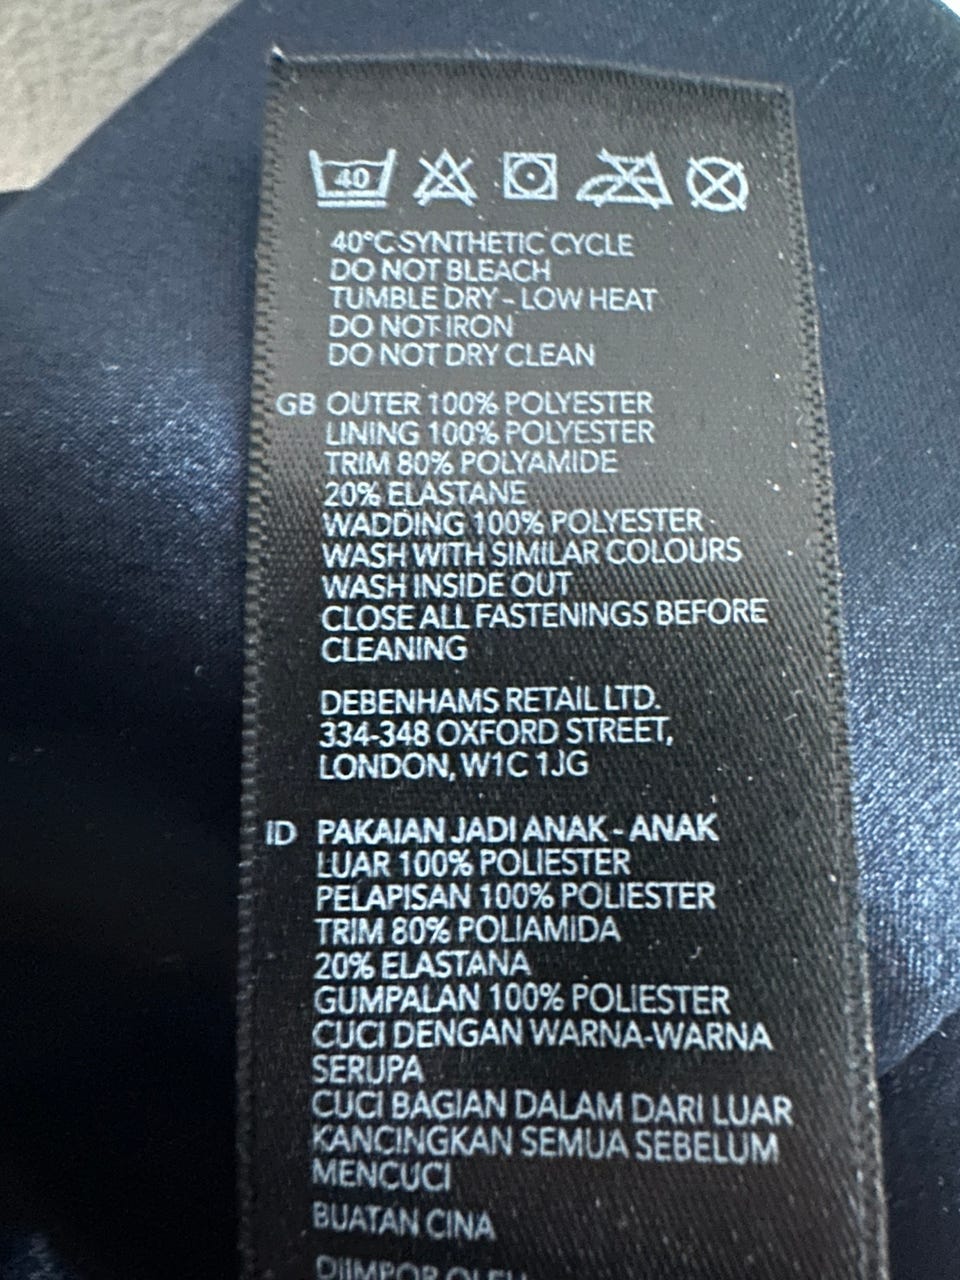 40
40°C SYNTHETIC CYCLE
DO NOT BLEACH
TUMBLE DRY - LOW HEAT
DO NOT IRON
DO NOT DRY CLEAN
GB OUTER 100% POLYESTER
LINING 100% POLYESTER
TRIM 80% POLYAMIDE
20% ELASTANE
WADDING 100% POLYESTER
WASH WITH SIMILAR COLOURS
WASH INSIDE OUT
CLOSE ALL FASTENINGS BEFORE
CLEANING
DEBENHAMS RETAIL LTD.
334-348 OXFORD STREET,
LONDON, W1C 1JG
ID PAKAIAN JADI ANAK - ANAK
LUAR 100% POLIESTER
PELAPISAN 100% POLIESTER
TRIM 80% POLIAMIDA
20% ELASTANA
GUMPALAN 100% POLIESTER
CUCI DENGAN WARNA-WARNA
SERUPA
CUCI BAGIAN DALAM DARI LUAR
KANCINGKAN SEMUA SEBELUM
MENCUCI
BUATAN CINA